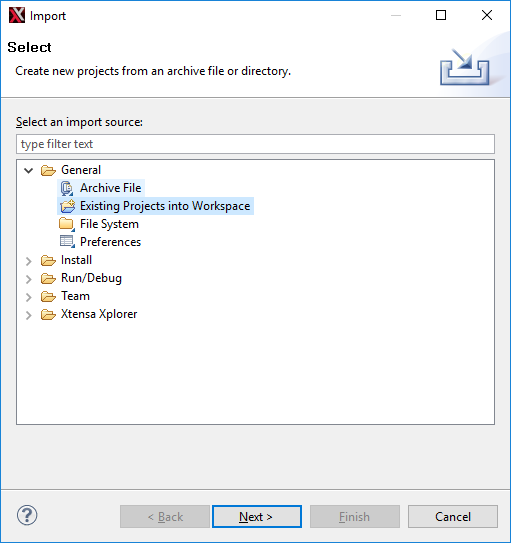 Import
Select
Create new projects from an archive file or directory.
Select an import source:
type filter text
General
Archive File
Existing Projects into Workspace
File System
Preferences
Install
Run/Debug
Team
Xtensa Xplorer
? < Back Next > Finish Cancel